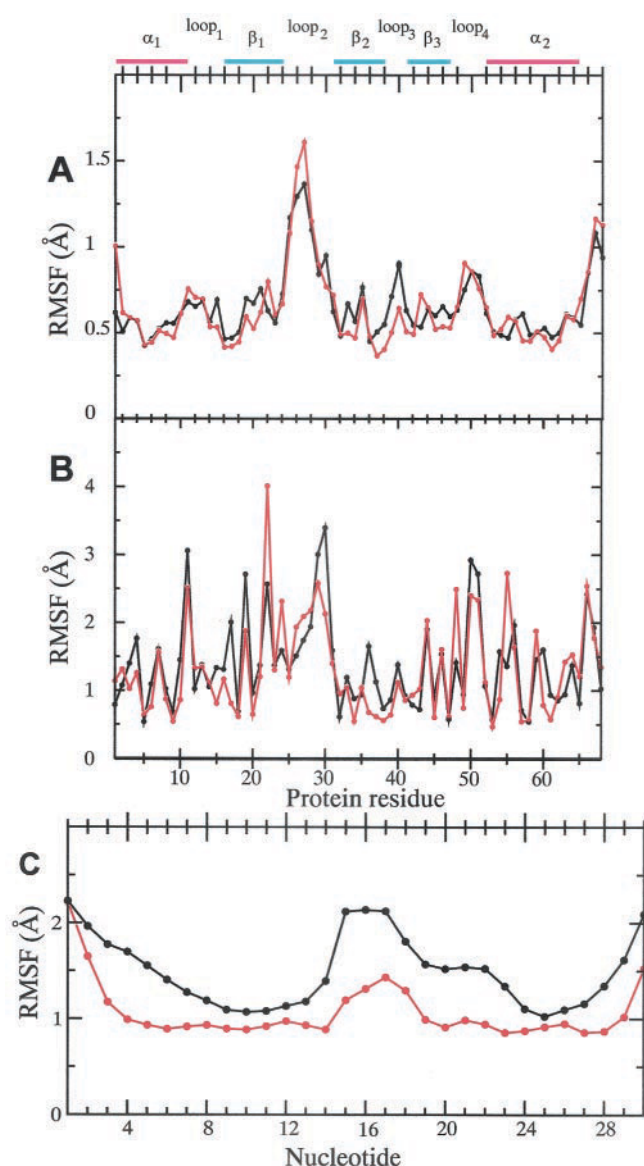 α1 loop1 β1 loop2 β2 loop3 β3 loop4 α2
A
RMSF (Å)
1.5
1
0.5
0
B
RMSF (Å)
4
3
2
1
0
10 20 30 40 50 60
Protein residue
C
RMSF (Å)
2
1
0
4 8 12 16 20 24 28
Nucleotide